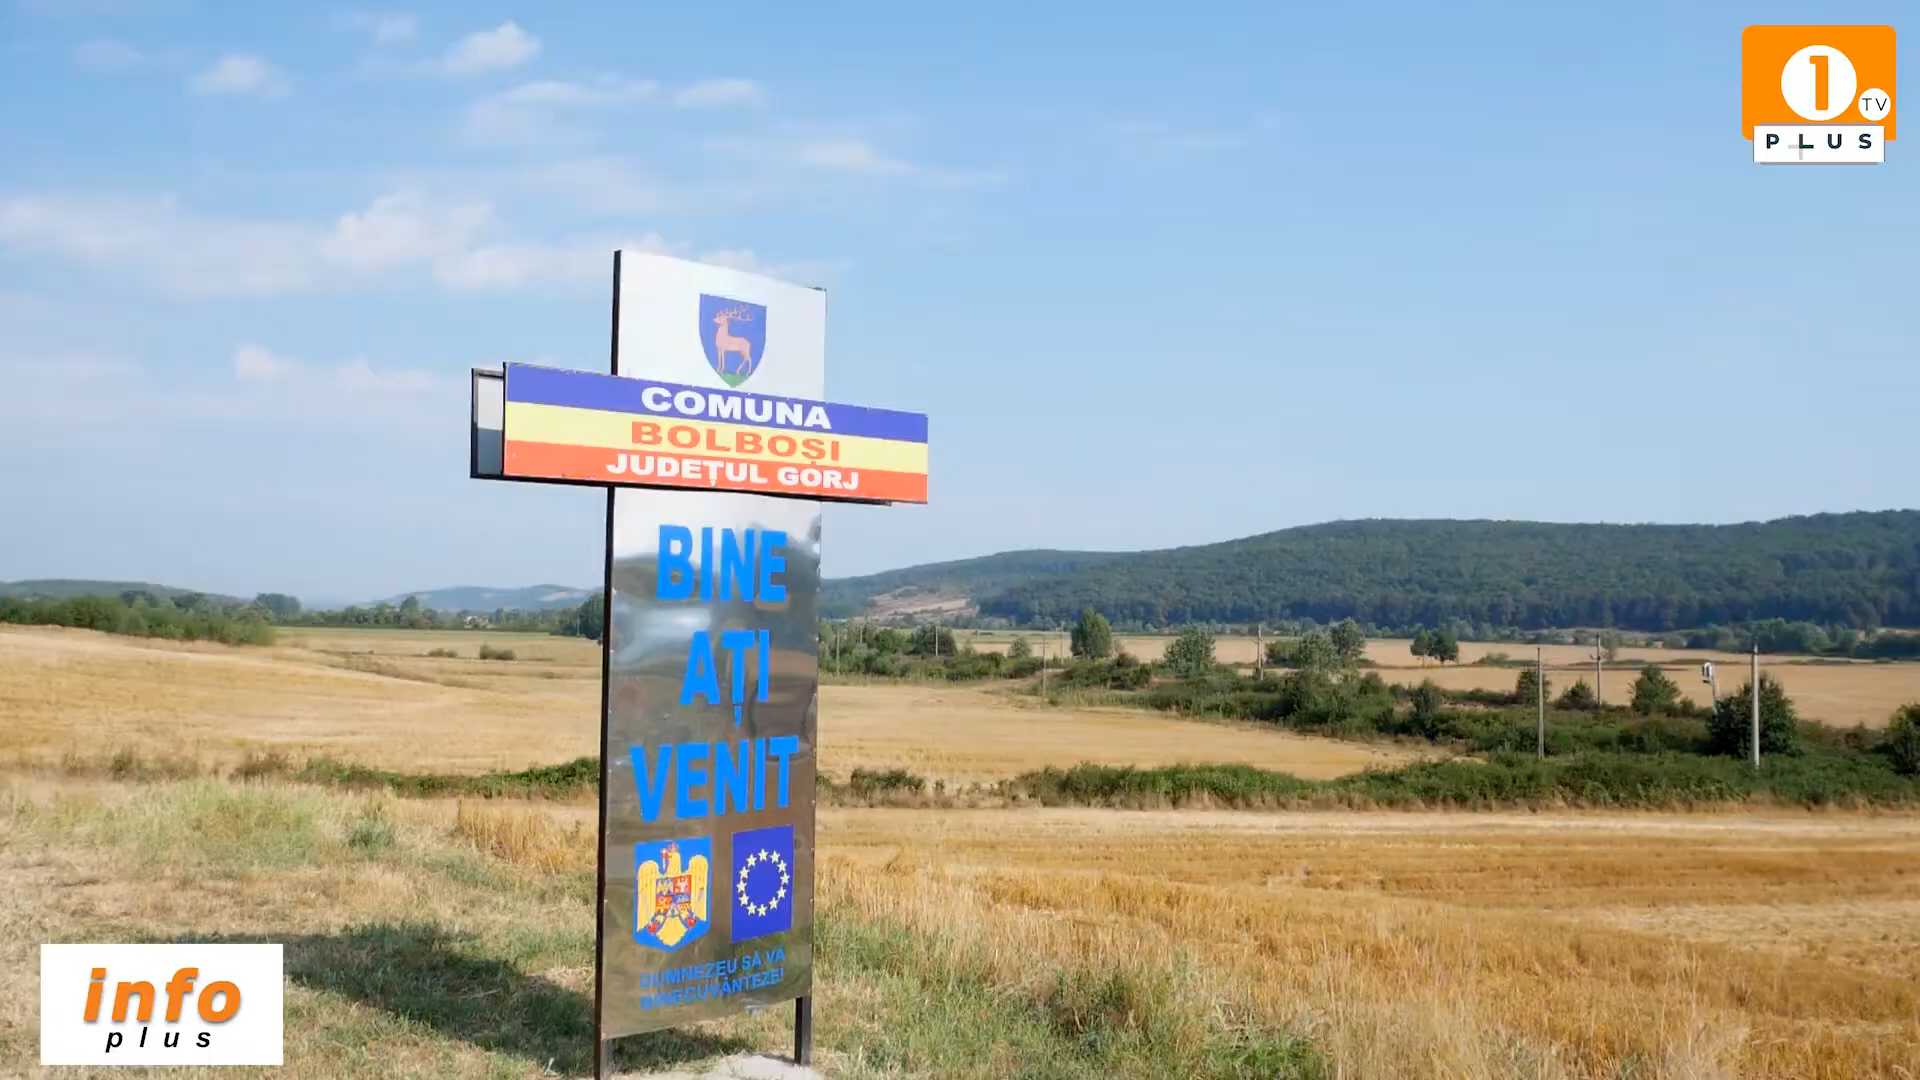 1
TV
PLUS
COMUNA
BOLBOȘI
JUDEȚUL GORJ
BINE
AȚI
VENIT
DUMNEZEU SĂ VĂ
BINECUVÂNTEZE!
info
plus